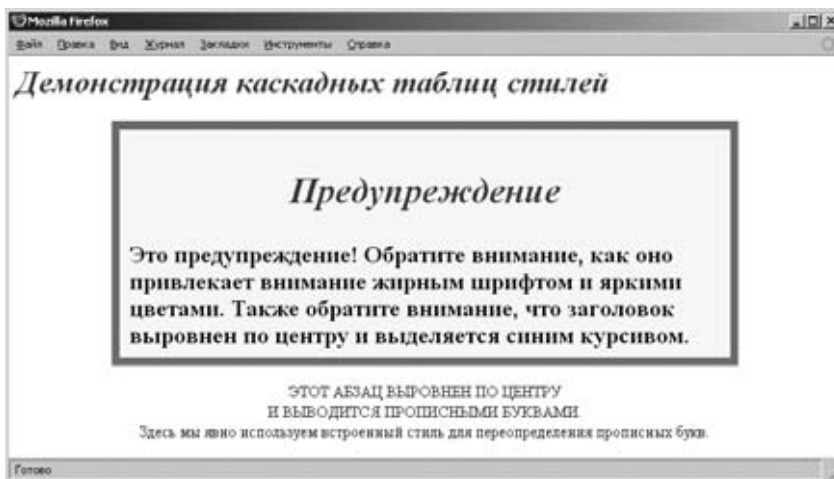 Mozilla Firefox
Файл Правка Вид Журнал Закладки Инструменты Справка
Демонстрация каскадных таблиц стилей
Предупреждение
Это предупреждение! Обратите внимание, как оно
привлекает внимание жирным шрифтом и яркими
цветами. Также обратите внимание, что заголовок
выровнен по центру и выделяется синим курсивом.
ЭТОТ АБЗАЦ ВЫРОВНЕН ПО ЦЕНТРУ
И ВЫВОДИТСЯ ПРОПИСНЫМИ БУКВАМИ.
Здесь мы явно используем встроенный стиль для переопределения прописных букв.
Готово